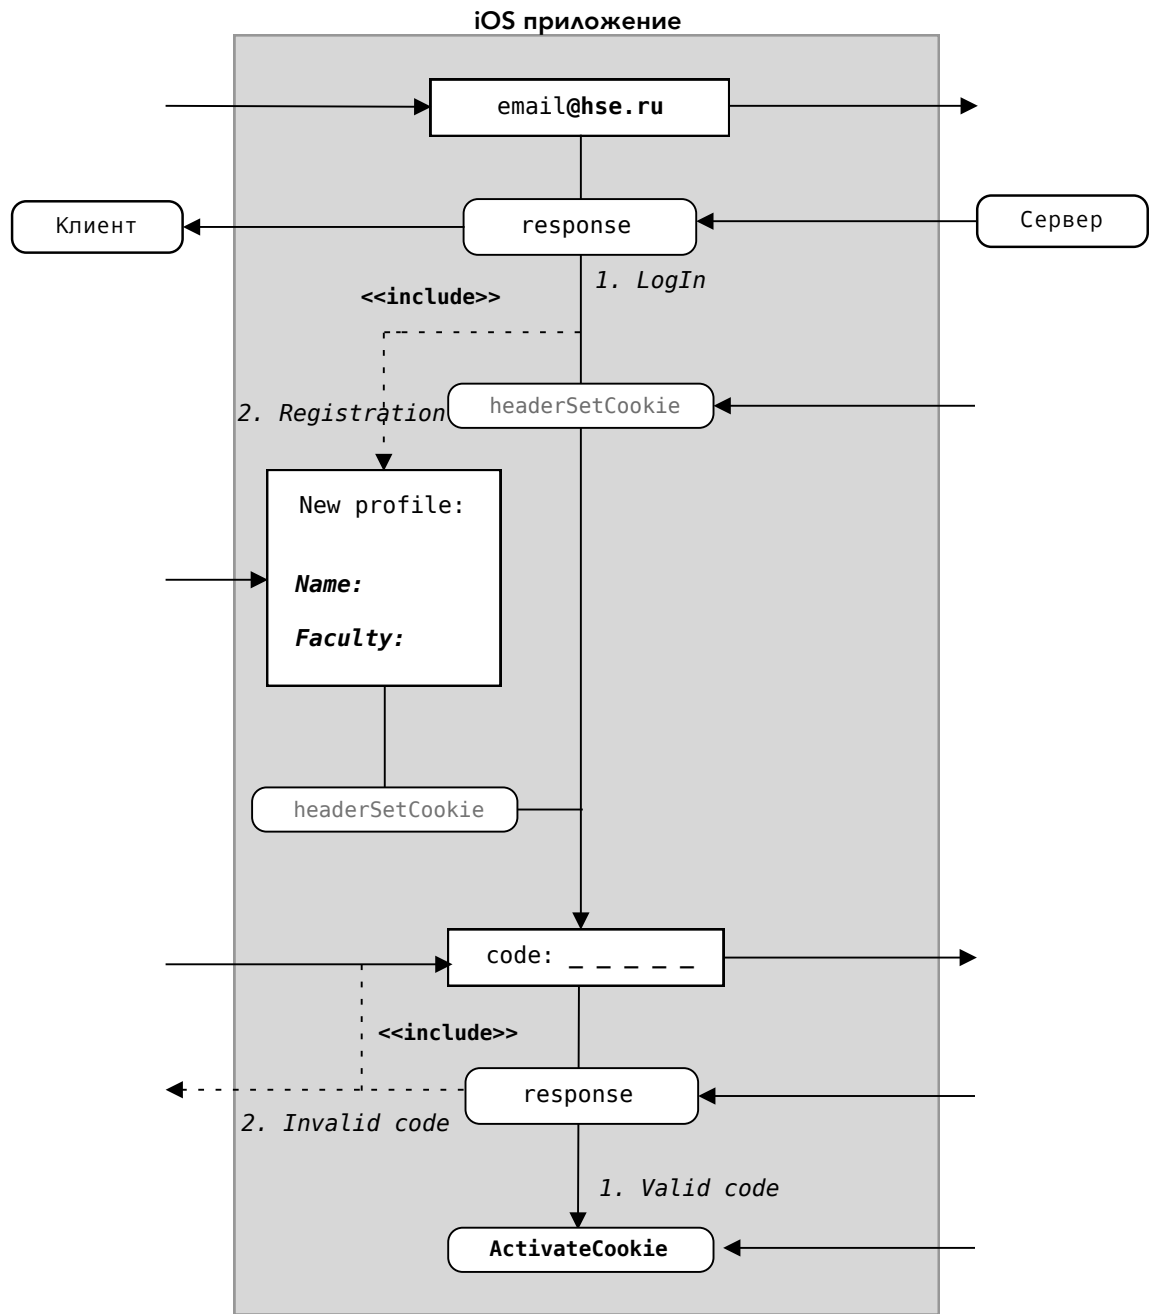 iOS приложение
email@hse.ru
Клиент
response
Сервер
1. LogIn
<<include>>
headerSetCookie
2. Registration
New profile:
Name:
Faculty:
headerSetCookie
code: _ _ _ _ _
<<include>>
response
2. Invalid code
1. Valid code
ActivateCookie